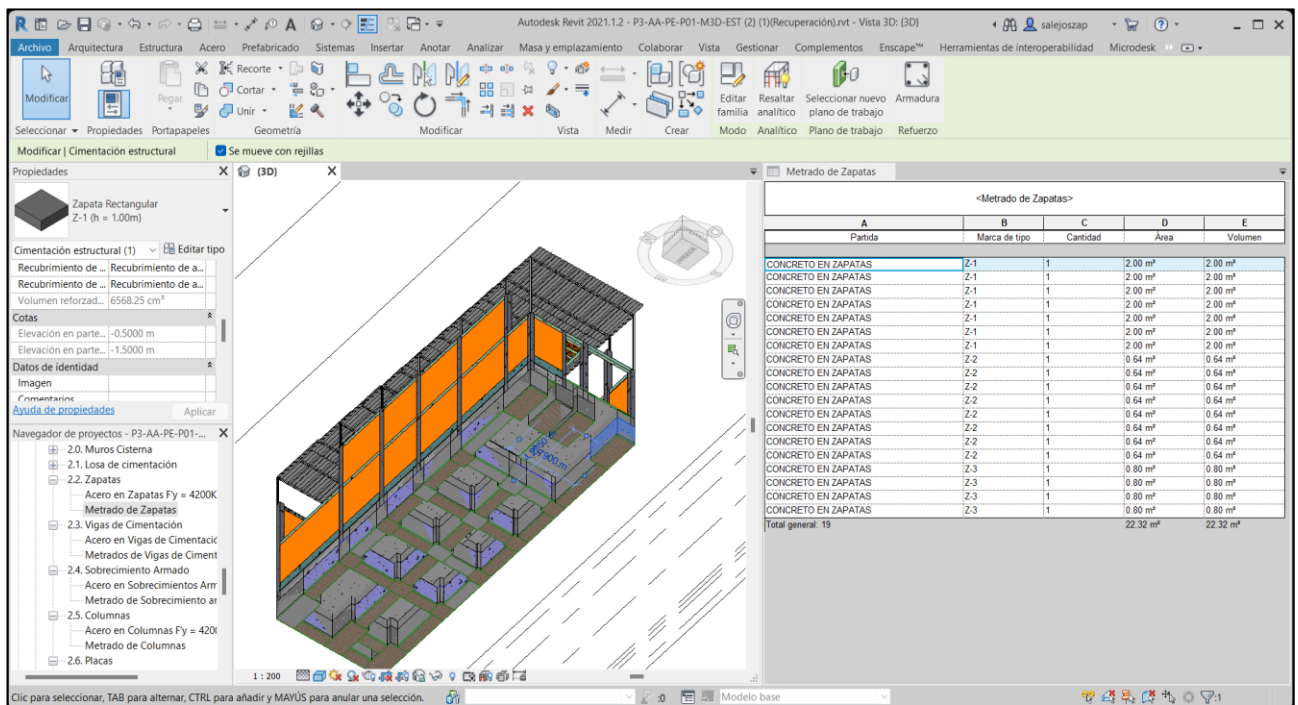 Autodesk Revit 2021.1.2 - P3-AA-PE-P01-M3D-EST (2) (1)(Recuperación).rvt - Vista 3D: {3D}
salejoszap
Archivo Arquitectura Estructura Acero Prefabricado Sistemas Insertar Anotar Analizar Masa y emplazamiento Colaborar Vista Gestionar Complementos Enscape™ Herramientas de interoperabilidad Microdesk
Modificar
Pegar
Recorte
Cortar
Unir
Editar familia
Resaltar analítico
Seleccionar nuevo plano de trabajo
Armadura
Seleccionar Propiedades Portapapeles Geometría Modificar Vista Medir Crear Modo Analítico Plano de trabajo Refuerzo
Modificar | Cimentación estructural
Se mueve con rejillas
Propiedades
Zapata Rectangular
Z-1 (h = 1.00m)
Cimentación estructural (1) Editar tipo
Recubrimiento de ... Recubrimiento de a...
Recubrimiento de ... Recubrimiento de a...
Volumen reforzad... 6568.25 cm³
Cotas
Elevación en parte... -0.5000 m
Elevación en parte... -1.5000 m
Datos de identidad
Imagen
Comentarios
Ayuda de propiedades Aplicar
Navegador de proyectos - P3-AA-PE-P01-...
2.0. Muros Cisterna
2.1. Losa de cimentación
2.2. Zapatas
Acero en Zapatas F'y = 4200K
Metrado de Zapatas
2.3. Vigas de Cimentación
Acero en Vigas de Cimentació
Metrados de Vigas de Ciment
2.4. Sobrecimiento Armado
Acero en Sobrecimientos Arm
Metrado de Sobrecimiento ar
2.5. Columnas
Acero en Columnas F'y = 420
Metrado de Columnas
2.6. Placas
{3D}
1 : 200
Metrado de Zapatas
<Metrado de Zapatas>
A B C D E
Partida Marca de tipo Cantidad Área Volumen
CONCRETO EN ZAPATAS Z-1 1 2.00 m² 2.00 m³
CONCRETO EN ZAPATAS Z-1 1 2.00 m² 2.00 m³
CONCRETO EN ZAPATAS Z-1 1 2.00 m² 2.00 m³
CONCRETO EN ZAPATAS Z-1 1 2.00 m² 2.00 m³
CONCRETO EN ZAPATAS Z-1 1 2.00 m² 2.00 m³
CONCRETO EN ZAPATAS Z-1 1 2.00 m² 2.00 m³
CONCRETO EN ZAPATAS Z-1 1 2.00 m² 2.00 m³
CONCRETO EN ZAPATAS Z-2 1 0.64 m² 0.64 m³
CONCRETO EN ZAPATAS Z-2 1 0.64 m² 0.64 m³
CONCRETO EN ZAPATAS Z-2 1 0.64 m² 0.64 m³
CONCRETO EN ZAPATAS Z-2 1 0.64 m² 0.64 m³
CONCRETO EN ZAPATAS Z-2 1 0.64 m² 0.64 m³
CONCRETO EN ZAPATAS Z-2 1 0.64 m² 0.64 m³
CONCRETO EN ZAPATAS Z-2 1 0.64 m² 0.64 m³
CONCRETO EN ZAPATAS Z-2 1 0.64 m² 0.64 m³
CONCRETO EN ZAPATAS Z-3 1 0.80 m² 0.80 m³
CONCRETO EN ZAPATAS Z-3 1 0.80 m² 0.80 m³
CONCRETO EN ZAPATAS Z-3 1 0.80 m² 0.80 m³
CONCRETO EN ZAPATAS Z-3 1 0.80 m² 0.80 m³
Total general: 19 22.32 m² 22.32 m³
Clic para seleccionar, TAB para alternar, CTRL para añadir y MAYÚS para anular una selección.
:0
Modelo base
:1